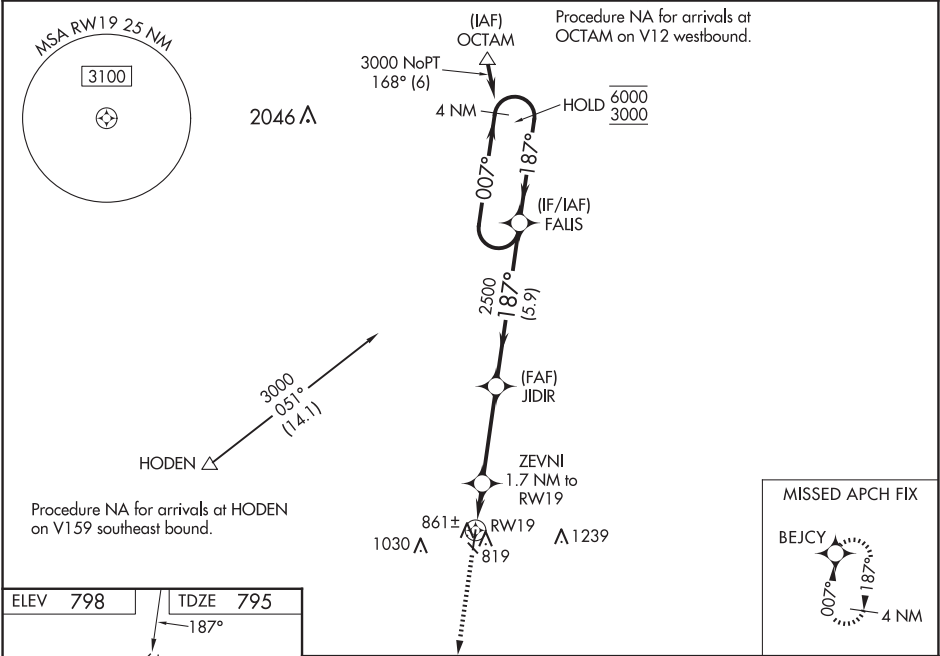 MSA RW19 25 NM
3100
2046
(IAF)
OCTAM
Procedure NA for arrivals at
OCTAM on V12 westbound.
3000 NoPT
168° (6)
4 NM
HOLD 6000
3000
007°
187°
(IF/IAF)
FALIS
2500
187°
(5.9)
(FAF)
JIDIR
3000
051°
(14.1)
HODEN
ZEVNI
1.7 NM to
RW19
Procedure NA for arrivals at HODEN
on V159 southeast bound.
861±
RW19
1030
819
1239
MISSED APCH FIX
BEJCY
007°
187°
4 NM
ELEV 798
TDZE 795
187°